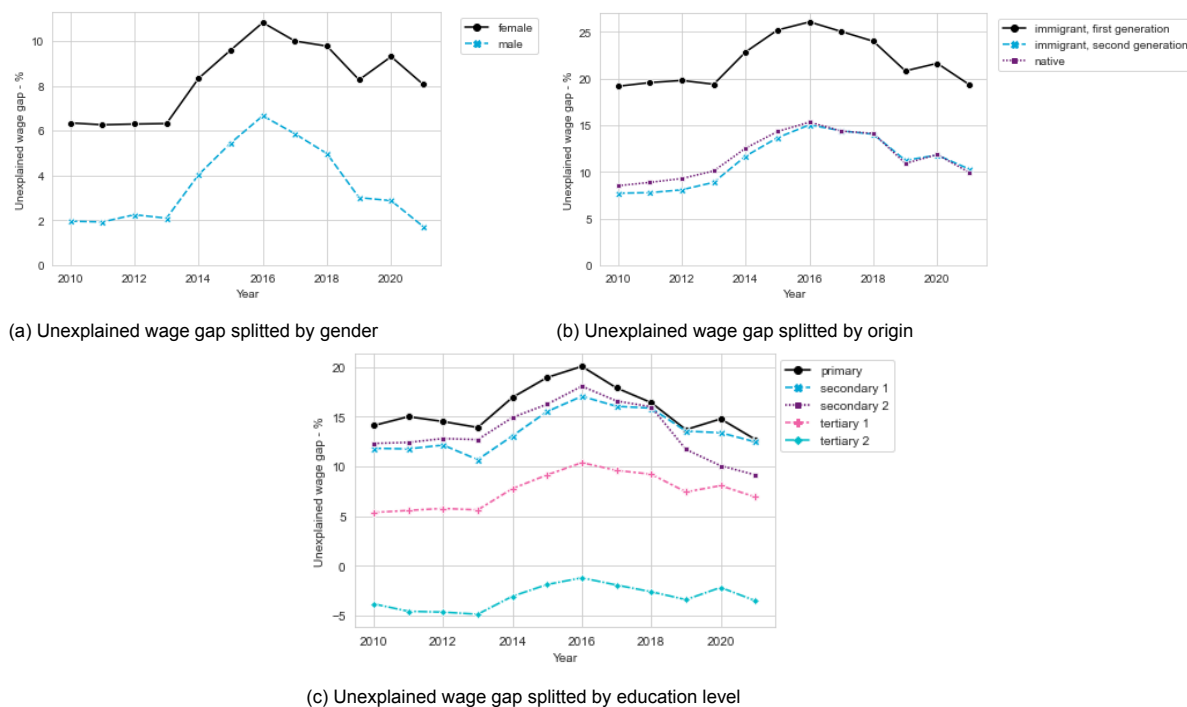 10
8
6
4
2
0
Unexplained wage gap - %
2010 2012 2014 2016 2018 2020
Year
female
male
25
20
15
10
5
0
Unexplained wage gap - %
2010 2012 2014 2016 2018 2020
Year
immigrant, first generation
immigrant, second generation
native
(a) Unexplained wage gap splitted by gender
(b) Unexplained wage gap splitted by origin
20
15
10
5
0
−5
Unexplained wage gap - %
2010 2012 2014 2016 2018 2020
Year
primary
secondary 1
secondary 2
tertiary 1
tertiary 2
(c) Unexplained wage gap splitted by education level